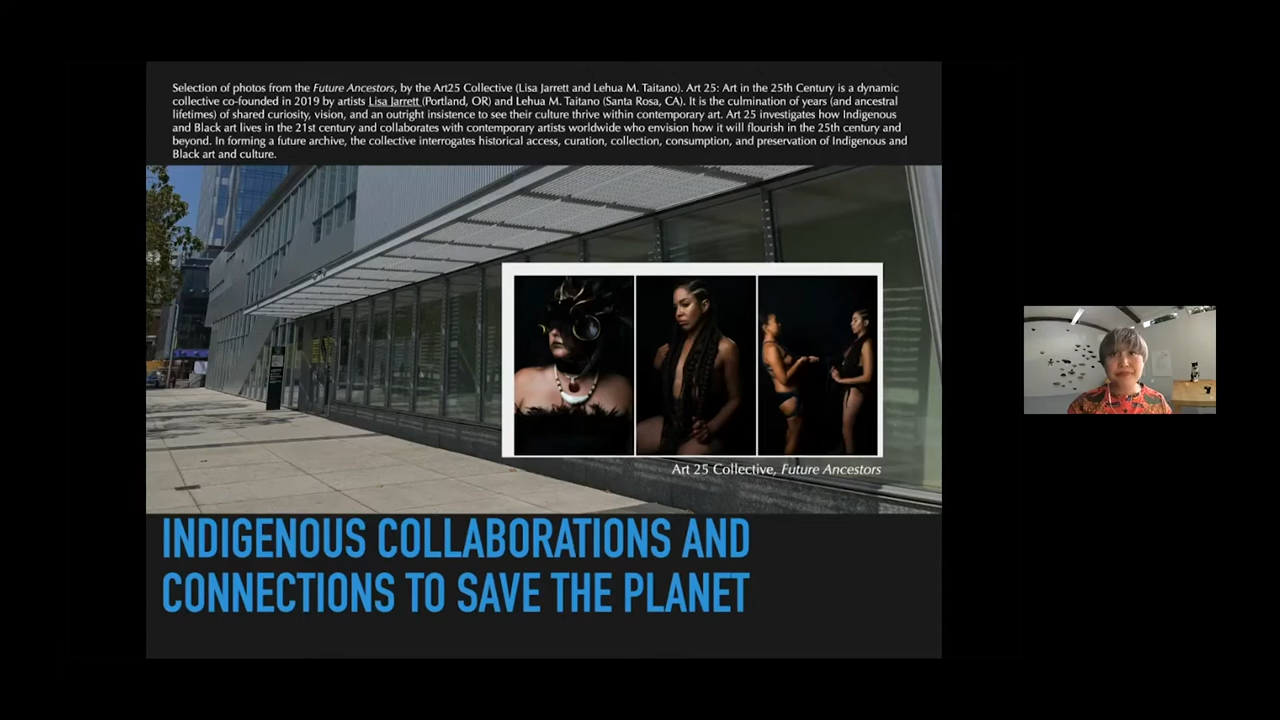 Selection of photos from the Future Ancestors, by the Art25 Collective (Lisa Jarrett and Lehua M. Taitano). Art 25: Art in the 25th Century is a dynamic
collective co-founded in 2019 by artists Lisa Jarrett (Portland, OR) and Lehua M. Taitano (Santa Rosa, CA). It is the culmination of years (and ancestral
lifetimes) of shared curiosity, vision, and an outright insistence to see their culture thrive within contemporary art. Art 25 investigates how Indigenous
and Black art lives in the 21st century and collaborates with contemporary artists worldwide who envision how it will flourish in the 25th century and
beyond. In forming a future archive, the collective interrogates historical access, curation, collection, consumption, and preservation of Indigenous and
Black art and culture.
Art 25 Collective, Future Ancestors
INDIGENOUS COLLABORATIONS AND
CONNECTIONS TO SAVE THE PLANET